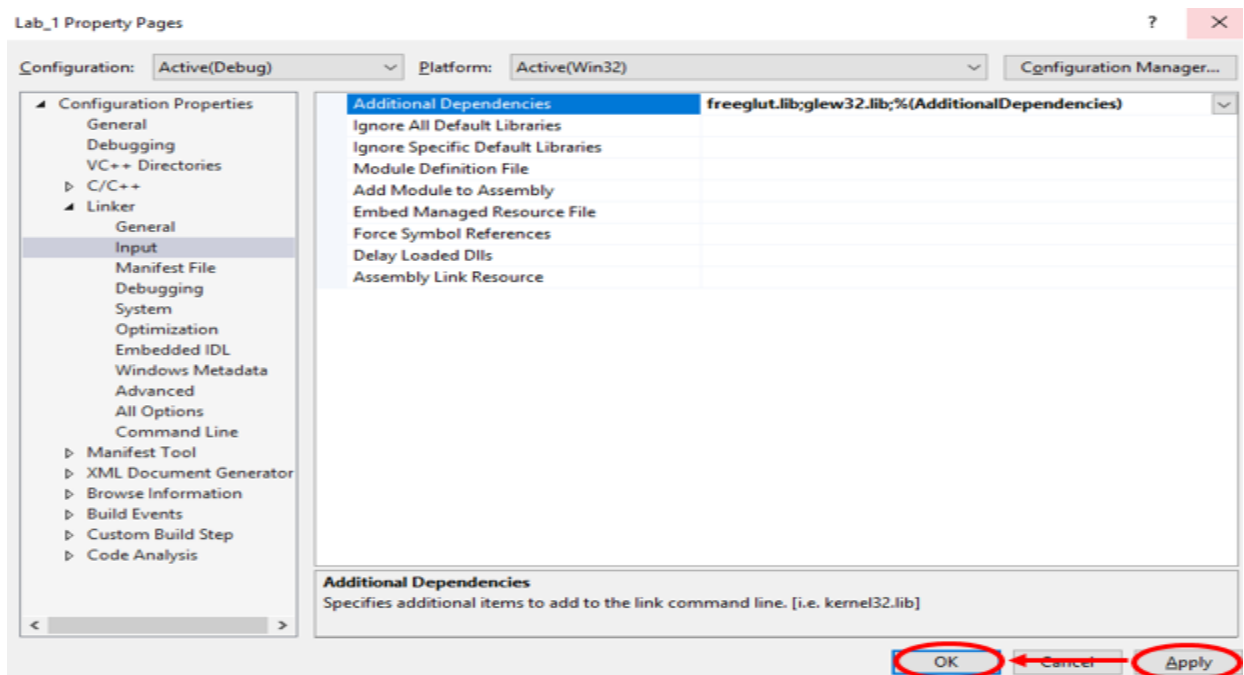 Lab_1 Property Pages
?
Configuration: Active(Debug) Platform: Active(Win32) Configuration Manager...
Configuration Properties
General
Debugging
VC++ Directories
C/C++
Linker
General
Input
Manifest File
Debugging
System
Optimization
Embedded IDL
Windows Metadata
Advanced
All Options
Command Line
Manifest Tool
XML Document Generator
Browse Information
Build Events
Custom Build Step
Code Analysis
Additional Dependencies freeglut.lib;glew32.lib;%(AdditionalDependencies)
Ignore All Default Libraries
Ignore Specific Default Libraries
Module Definition File
Add Module to Assembly
Embed Managed Resource File
Force Symbol References
Delay Loaded Dlls
Assembly Link Resource
Additional Dependencies
Specifies additional items to add to the link command line. [i.e. kernel32.lib]
OK Cancel Apply